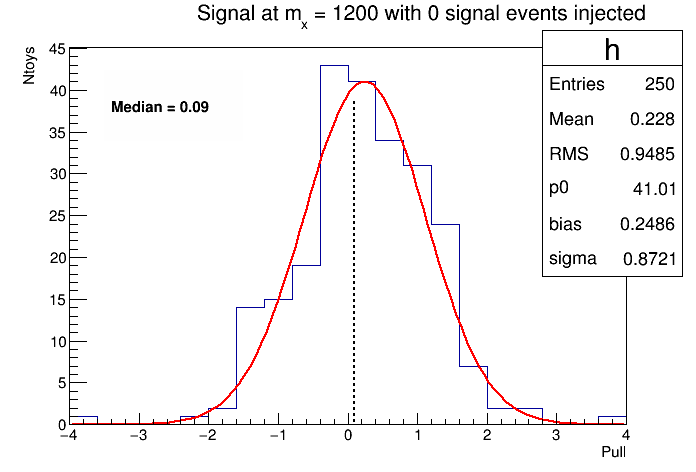 Signal at mx = 1200 with 0 signal events injected
h
Entries 250
Mean 0.228
RMS 0.9485
p0 41.01
bias 0.2486
sigma 0.8721
Ntoys
Median = 0.09
45
40
35
30
25
20
15
10
5
0
−4 −3 −2 −1 0 1 2 3 4
Pull